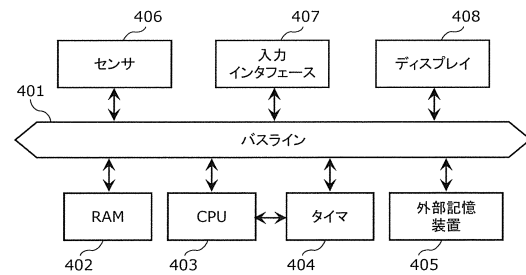 406
407
408
センサ
入力
インタフェース
ディスプレイ
401
バスライン
RAM
CPU
タイマ
外部記憶
装置
402
403
404
405